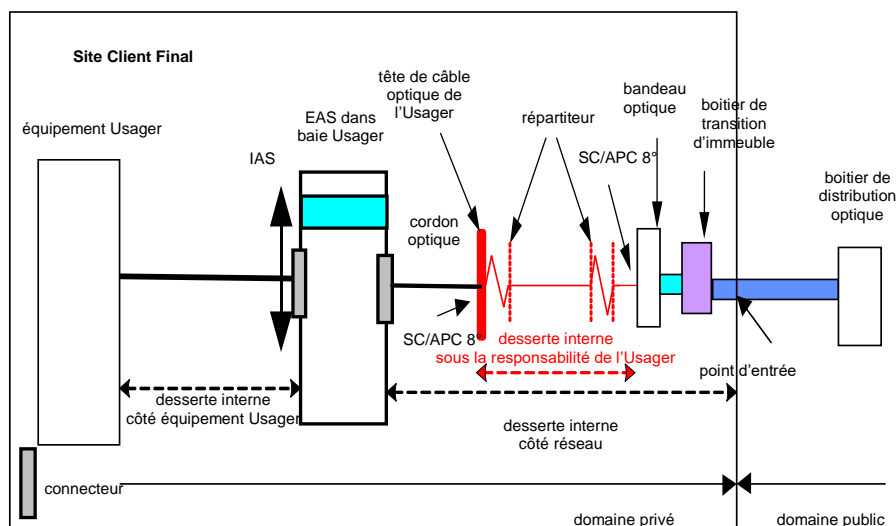 Site Client Final
tête de câble
optique de
l'Usager
bandeau
optique
boitier de
transition
d'immeuble
équipement Usager
EAS dans
baie Usager
répartiteur
IAS
SC/APC 8°
boitier de
distribution
optique
cordon
optique
SC/APC 8°
desserte interne
sous la responsabilité de l'Usager
point d'entrée
desserte interne
côté équipement Usager
desserte interne
côté réseau
connecteur
domaine privé
domaine public